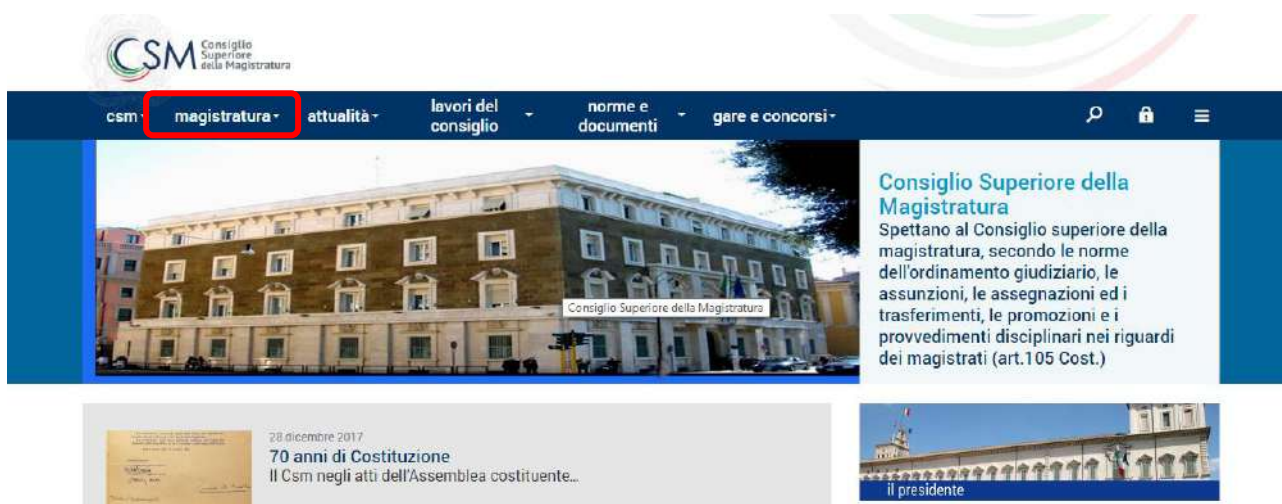 CSM Consiglio
Superiore
della Magistratura
csm
magistratura
attualità
lavori del
consiglio
norme e
documenti
gare e concorsi
Consiglio Superiore della
Magistratura
Spettano al Consiglio superiore della
magistratura, secondo le norme
dell'ordinamento giudiziario, le
assunzioni, le assegnazioni ed i
trasferimenti, le promozioni e i
provvedimenti disciplinari nei riguardi
dei magistrati (art.105 Cost.)
Consiglio Superiore della Magistratura
28 dicembre 2017
70 anni di Costituzione
Il Csm negli atti dell'Assemblea costituente...
il presidente